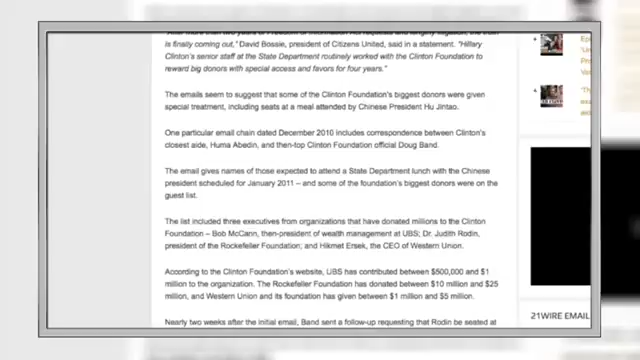 "After more than two years of Freedom of Information Act requests and lengthy litigation, the truth
is finally coming out," David Bossie, president of Citizens United, said in a statement. "Hillary
Clinton's senior staff at the State Department routinely worked with the Clinton Foundation to
reward big donors with special access and favors for four years."
The emails seem to suggest that some of the Clinton Foundation's biggest donors were given
special treatment, including seats at a meal attended by Chinese President Hu Jintao.
One particular email chain dated December 2010 includes correspondence between Clinton's
closest aide, Huma Abedin, and then-top Clinton Foundation official Doug Band.
The email gives names of those expected to attend a State Department lunch with the Chinese
president scheduled for January 2011 – and some of the foundation's biggest donors were on the
guest list.
The list included three executives from organizations that have donated millions to the Clinton
Foundation – Bob McCann, then-president of wealth management at UBS; Dr. Judith Rodin,
president of the Rockefeller Foundation; and Hikmet Ersek, the CEO of Western Union.
According to the Clinton Foundation's website, UBS has contributed between $500,000 and $1
million to the organization. The Rockefeller Foundation has donated between $10 million and $25
million, and Western Union and its foundation has given between $1 million and $5 million.
Nearly two weeks after the initial email, Band sent a follow-up requesting that Rodin be seated at
21WIRE EMAIL